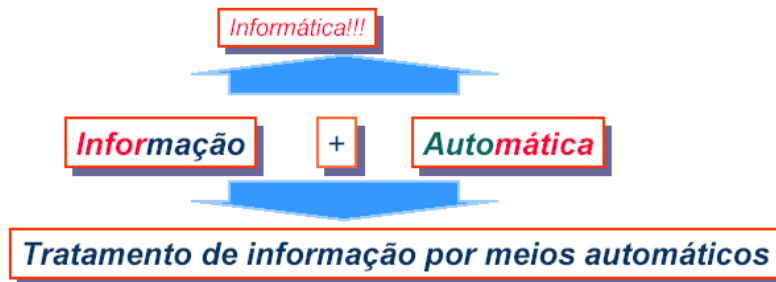 Informática!!!
Informação + Automática
Tratamento de informação por meios automáticos